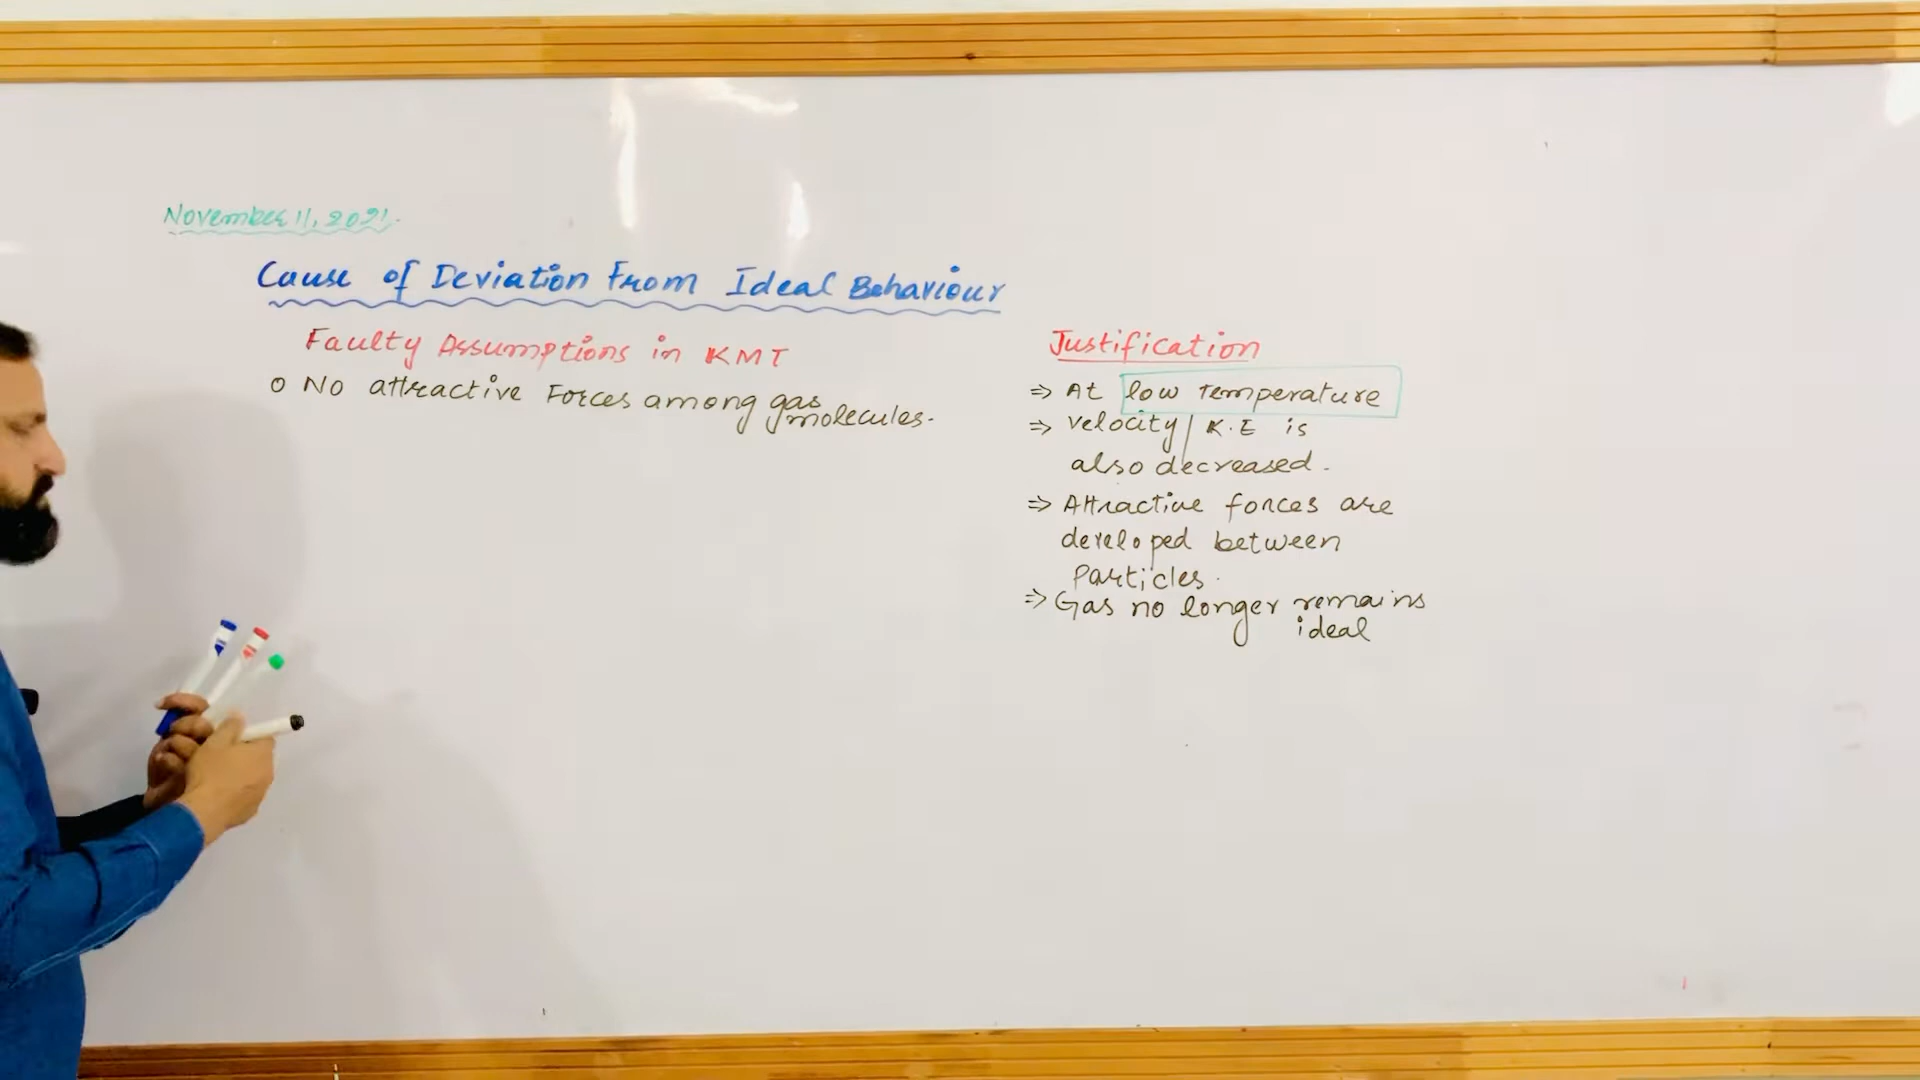 November 11, 2021.
Cause of Deviation From Ideal Behaviour
Faulty Assumptions in KMT
o No attractive Forces among gas
molecules.
Justification
⇒ At low Temperature
⇒ velocity / K.E is
also decreased.
⇒ Attractive forces are
developed between
Particles.
⇒ Gas no longer remains
ideal